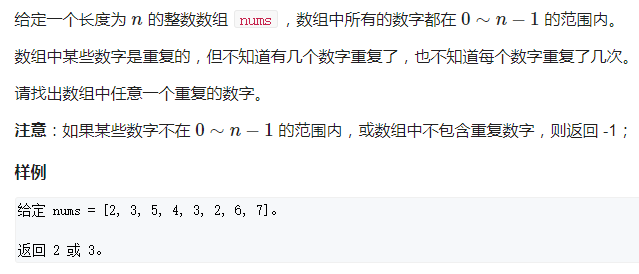 给定一个长度为 n 的整数数组 nums ，数组中所有的数字都在 0 ∼ n − 1 的范围内。
数组中某些数字是重复的，但不知道有几个数字重复了，也不知道每个数字重复了几次。
请找出数组中任意一个重复的数字。
注意：如果某些数字不在 0 ∼ n − 1 的范围内，或数组中不包含重复数字，则返回 -1；
样例
给定 nums = [2, 3, 5, 4, 3, 2, 6, 7]。
返回 2 或 3。